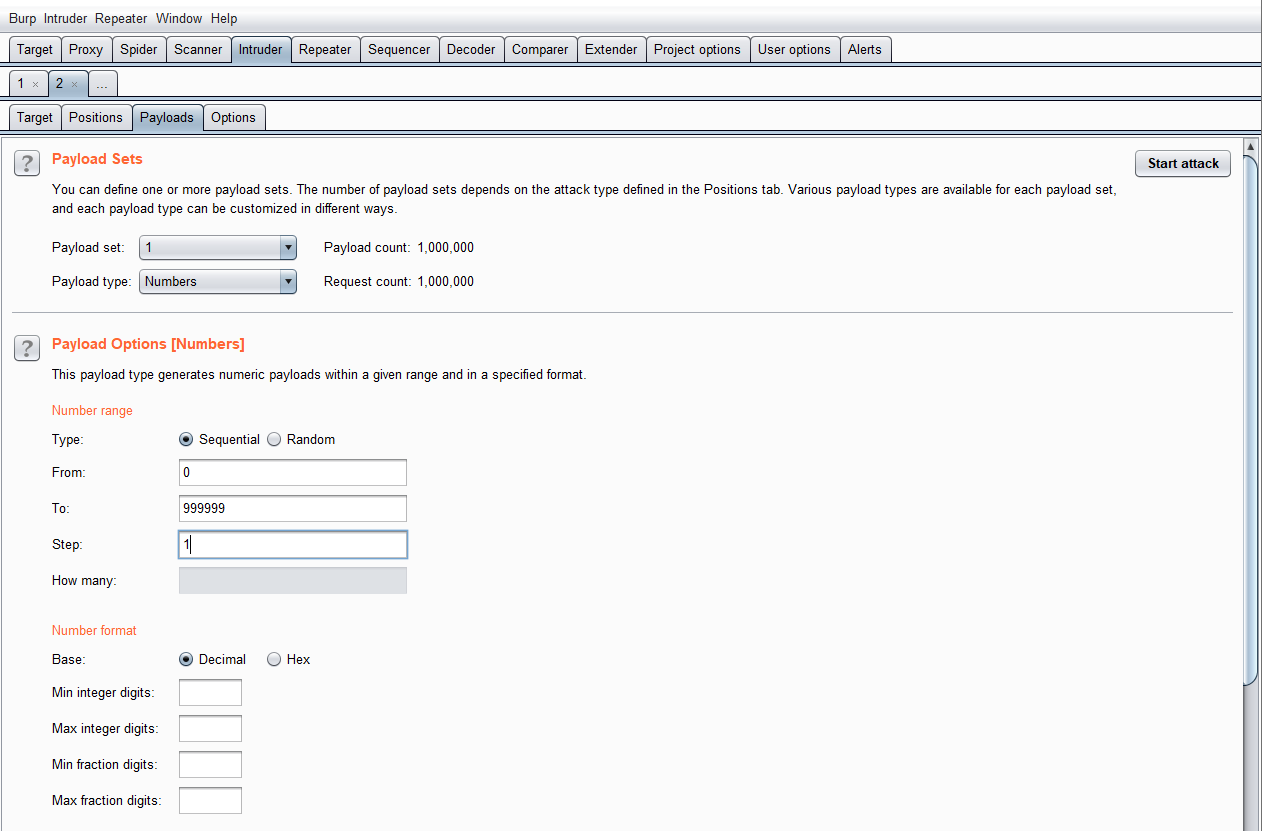 Burp Intruder Repeater Window Help
Target Proxy Spider Scanner Intruder Repeater Sequencer Decoder Comparer Extender Project options User options Alerts
1 × 2 × ...
Target Positions Payloads Options
? Payload Sets Start attack
You can define one or more payload sets. The number of payload sets depends on the attack type defined in the Positions tab. Various payload types are available for each payload set,
and each payload type can be customized in different ways.
Payload set: 1 Payload count: 1,000,000
Payload type: Numbers Request count: 1,000,000
? Payload Options [Numbers]
This payload type generates numeric payloads within a given range and in a specified format.
Number range
Type: Sequential Random
From: 0
To: 999999
Step: 1
How many:
Number format
Base: Decimal Hex
Min integer digits:
Max integer digits:
Min fraction digits:
Max fraction digits: